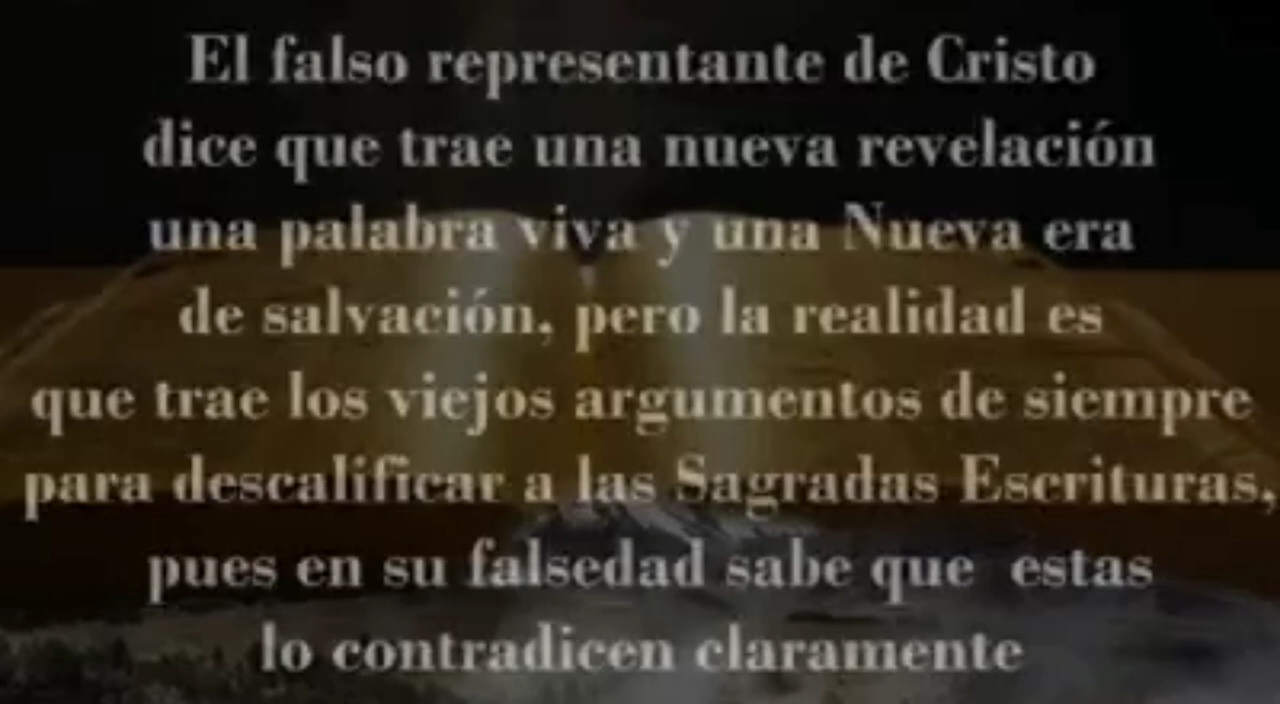 El falso representante de Cristo
dice que trae una nueva revelación
una palabra viva y una Nueva era
de salvación, pero la realidad es
que trae los viejos argumentos de siempre
para descalificar a las Sagradas Escrituras,
pues en su falsedad sabe que estas
lo contradicen claramente